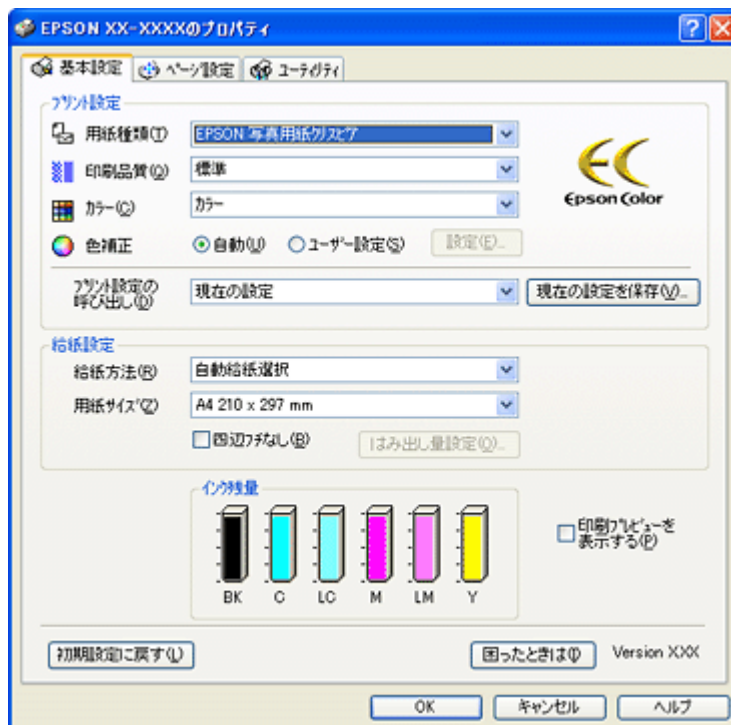 EPSON XX-XXXXのプロパティ
基本設定 ページ設定 ユーティリティ
プリント設定
用紙種類(T) EPSON 写真用紙クリスピア
印刷品質(Q) 標準
カラー(C) カラー
Epson Color
色補正 自動(U) ユーザー設定(S) 設定(E)...
プリント設定の
呼び出し(D) 現在の設定 現在の設定を保存(V)...
給紙設定
給紙方法(R) 自動給紙選択
用紙サイズ(Z) A4 210 x 297 mm
四辺フチなし(B) はみ出し量設定(O)...
インク残量
BK C LC M LM Y
印刷プレビューを
表示する(P)
初期設定に戻す(L) 困ったときは(I) Version X.XX
OK キャンセル ヘルプ